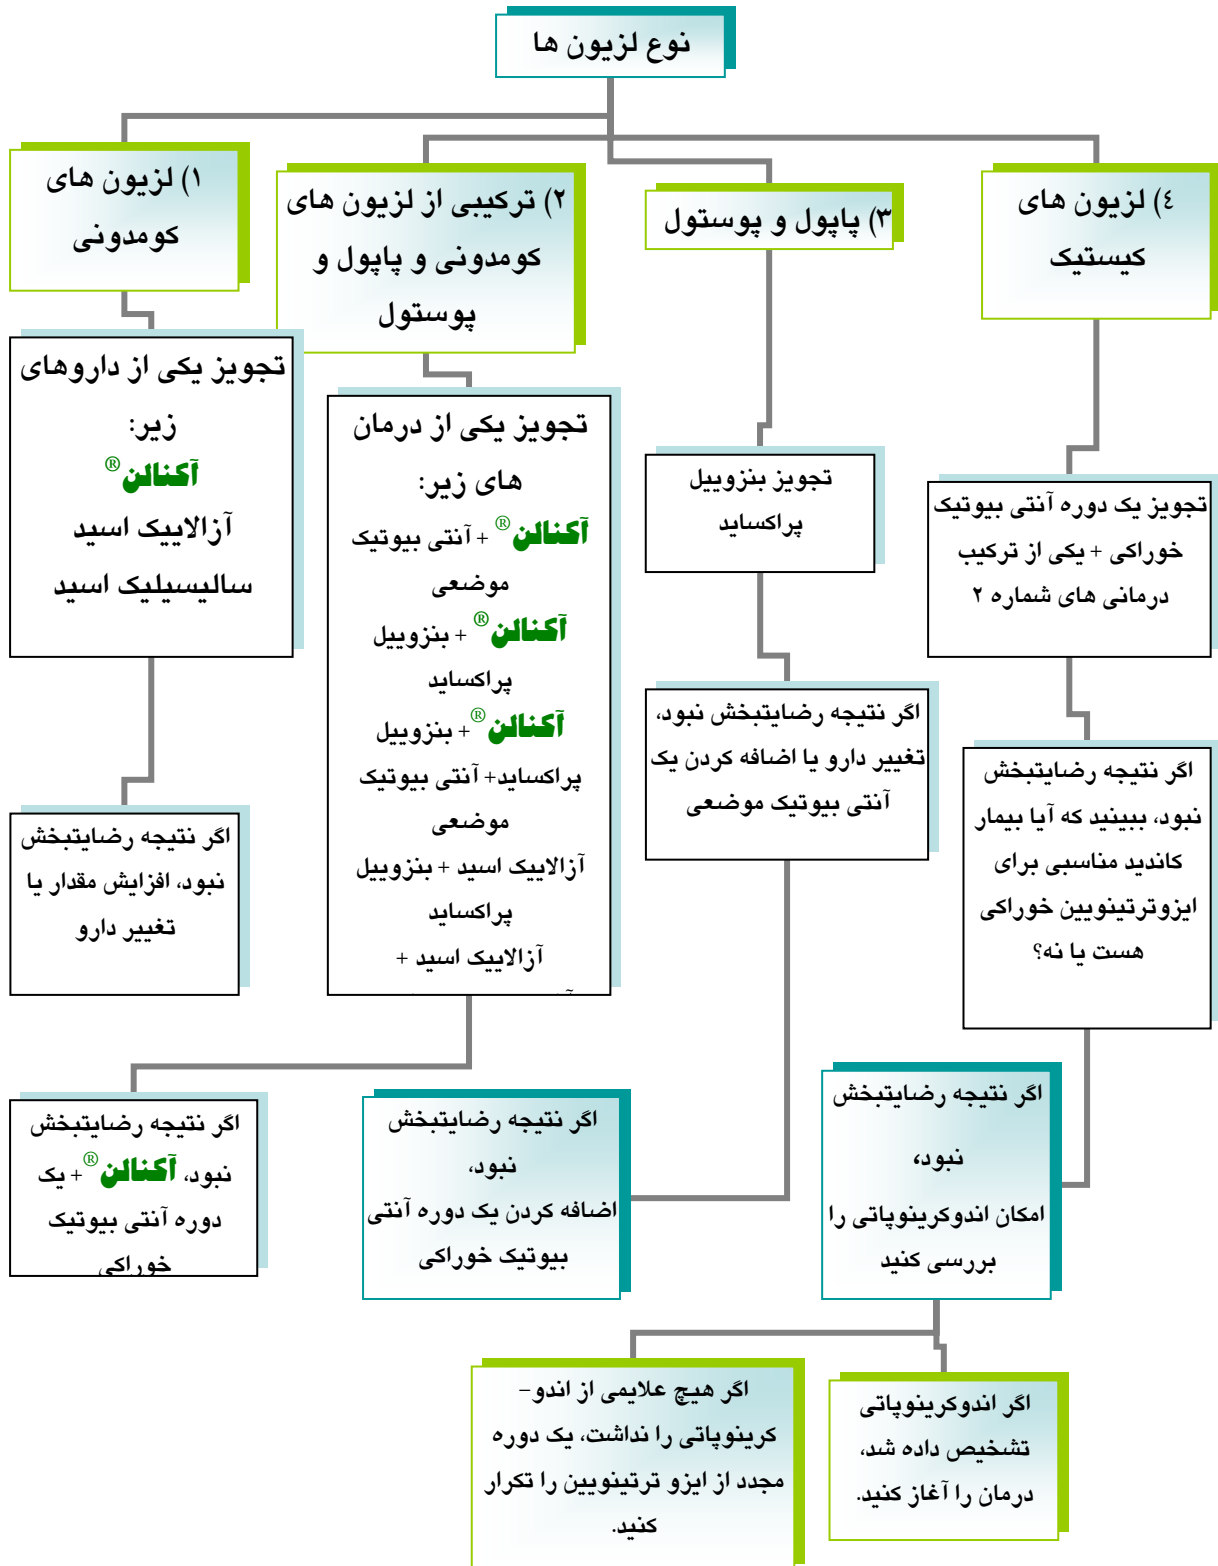 نوع لزیون ها
۱) لزیون های
کومدونی
۲) ترکیبی از لزیون های
کومدونی و پاپول و
پوستول
۳) پاپول و پوستول
٤) لزیون های
کیستیک
تجویز یکی از داروهای
زیر:
آکنالن®
آزالاییک اسید
سالیسیلیک اسید
تجویز یکی از درمان
های زیر:
آکنالن® + آنتی بیوتیک
موضعی
آکنالن® + بنزوییل
پراکساید
آکنالن® + بنزوییل
پراکساید+ آنتی بیوتیک
موضعی
آزالاییک اسید + بنزوییل
پراکساید
آزالاییک اسید +
تجویز بنزوییل
پراکساید
تجویز یک دوره آنتی بیوتیک
خوراکی + یکی از ترکیب
درمانی های شماره ۲
اگر نتیجه رضایتبخش
نبود، افزایش مقدار یا
تغییر دارو
اگر نتیجه رضایتبخش نبود،
تغییر دارو یا اضافه کردن یک
آنتی بیوتیک موضعی
اگر نتیجه رضایتبخش
نبود، ببینید که آیا بیمار
کاندید مناسبی برای
ایزوترتینویین خوراکی
هست یا نه؟
اگر نتیجه رضایتبخش
نبود، آکنالن® + یک
دوره آنتی بیوتیک
خوراکی
اگر نتیجه رضایتبخش
نبود،
اضافه کردن یک دوره آنتی
بیوتیک خوراکی
اگر نتیجه رضایتبخش
نبود،
امکان اندوکرینوپاتی را
بررسی کنید
اگر هیچ علایمی از اندو–
کرینوپاتی را نداشت، یک دوره
مجدد از ایزو ترتینویین را تکرار
کنید.
اگر اندوکرینوپاتی
تشخیص داده شد،
درمان را آغاز کنید.